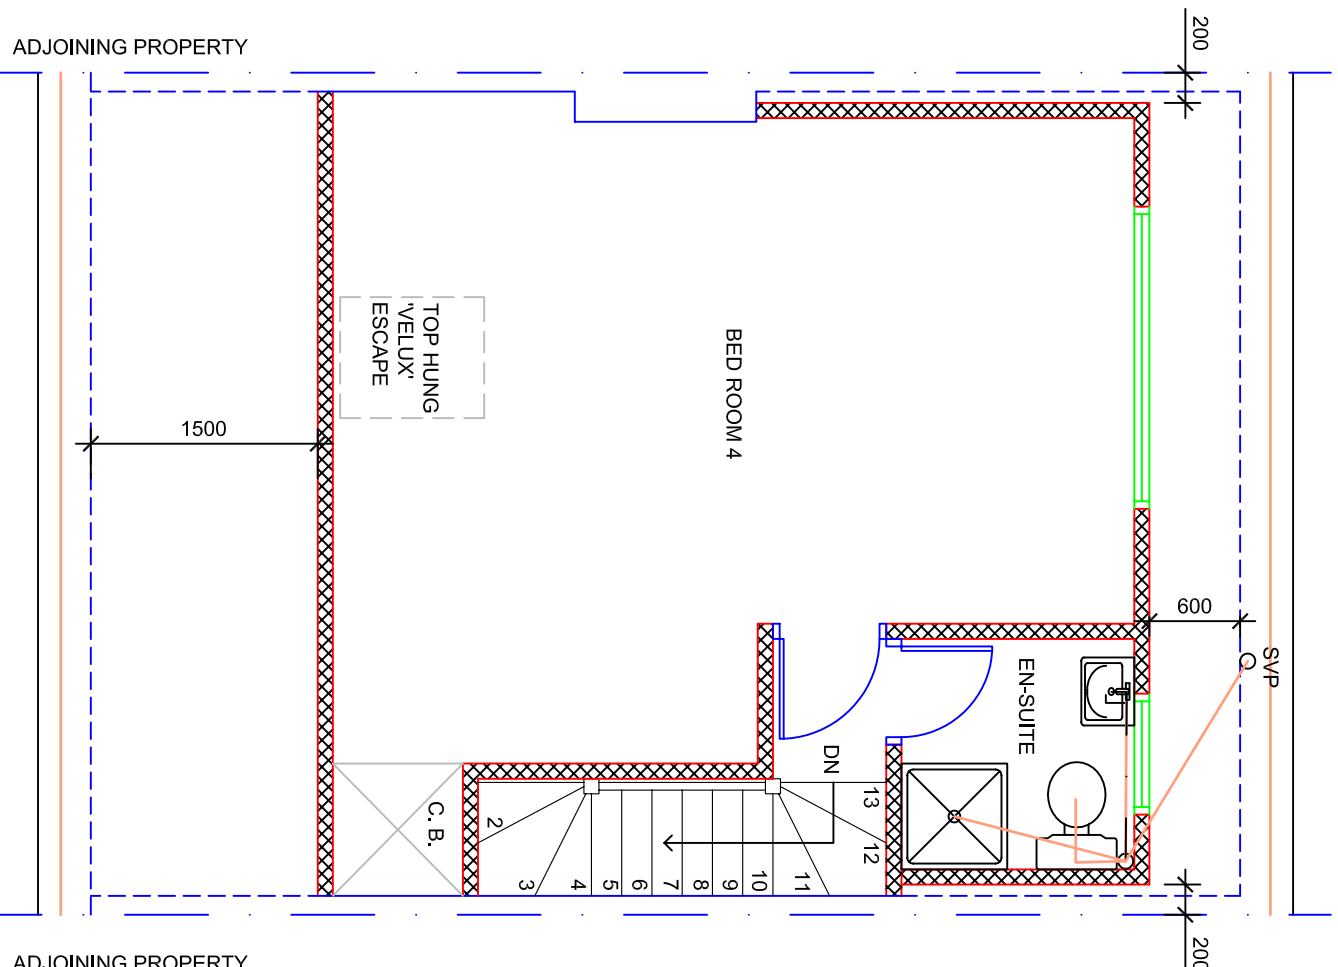 ADJOINING PROPERTY
200
BED ROOM 4
TOP HUNG
'VELUX'
ESCAPE
1500
600
SVP
EN-SUITE
DN
C. B.
2
3
4
5
6
7
8
9
10
11
12
13
200
ADJOINING PROPERTY